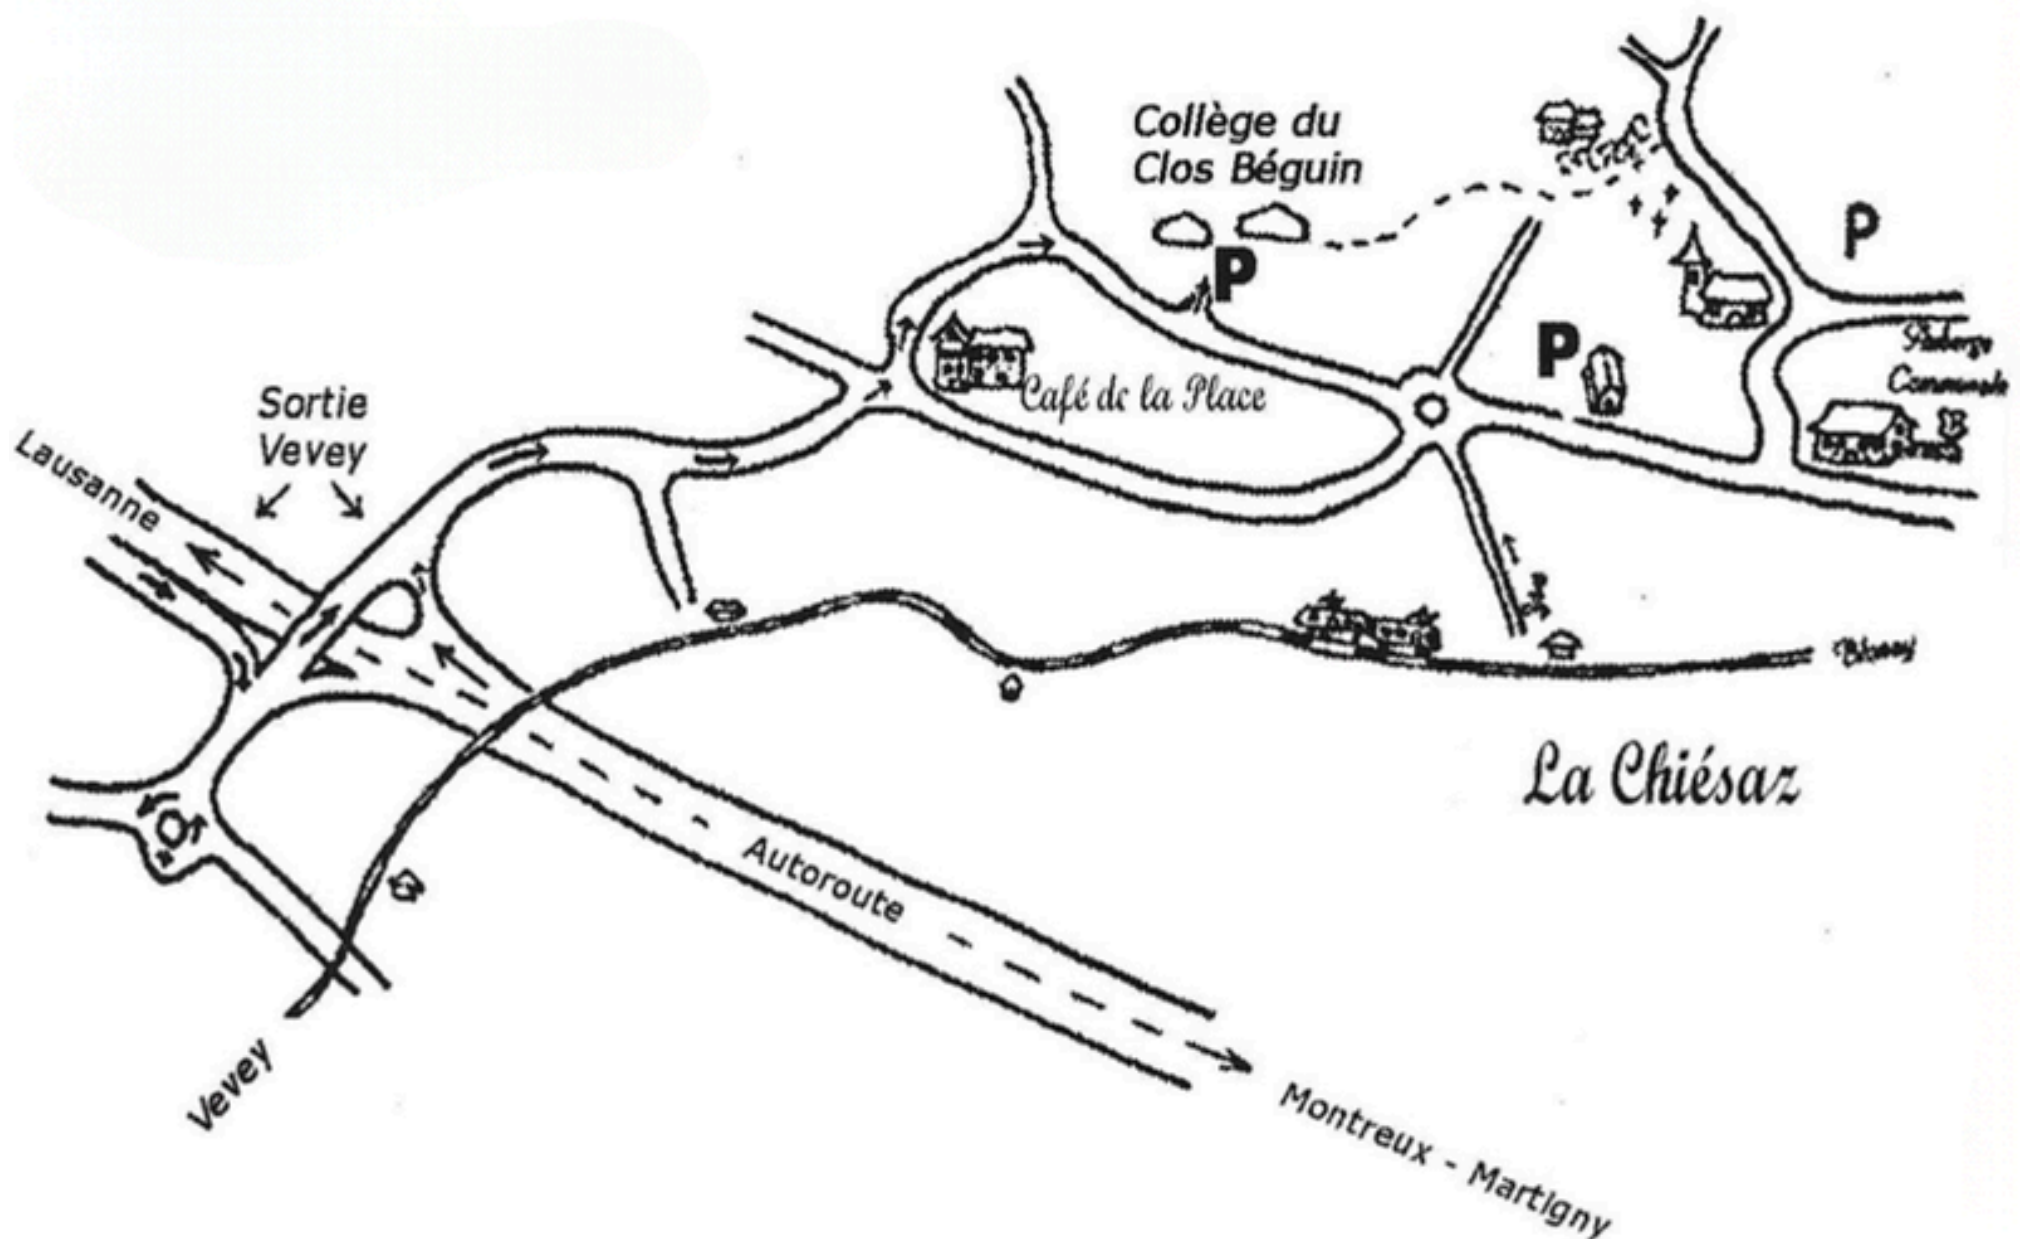 Collège du
Clos Béguin
P
P
P
Café de la Place
Sortie
Vevey
Lausanne
La Chiésaz
Autoroute
Vevey
Montreux - Martigny